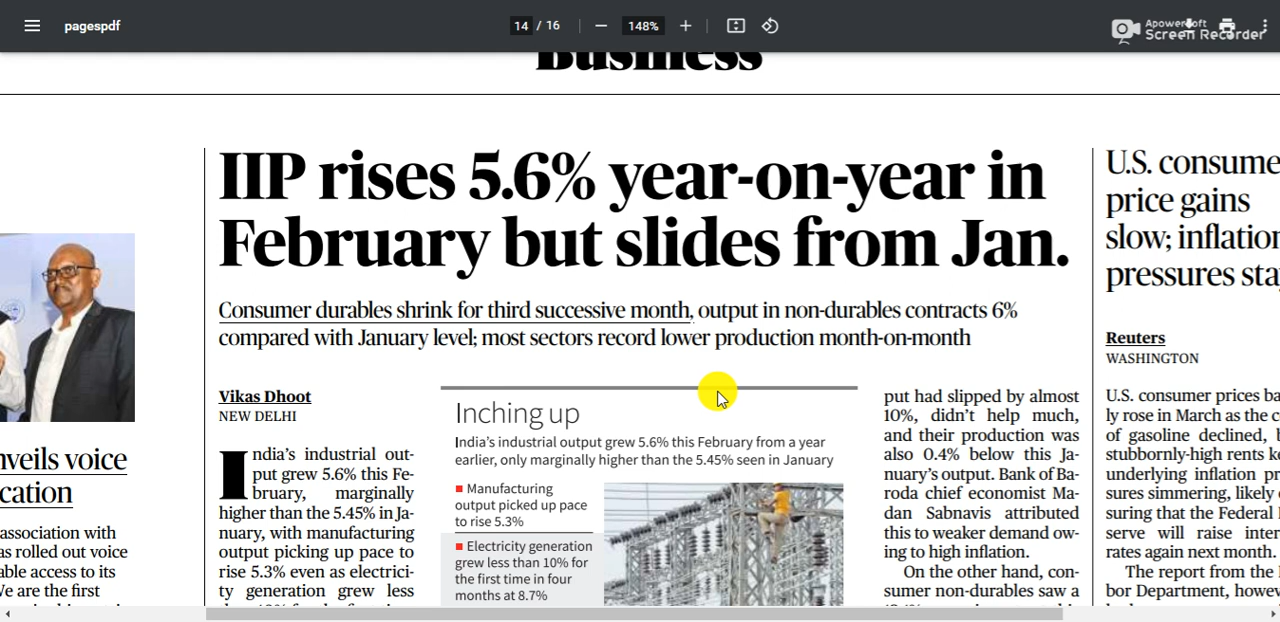 pagespdf
14 / 16
148%
Apowersoft
Screen Recorder
Business
IIP rises 5.6% year-on-year in
February but slides from Jan.
Consumer durables shrink for third successive month, output in non-durables contracts 6%
compared with January level; most sectors record lower production month-on-month
Vikas Dhoot
NEW DELHI
India's industrial out-
put grew 5.6% this Fe-
bruary, marginally
higher than the 5.45% in Ja-
nuary, with manufacturing
output picking up pace to
rise 5.3% even as electrici-
ty generation grew less
Inching up
India's industrial output grew 5.6% this February from a year
earlier, only marginally higher than the 5.45% seen in January
Manufacturing
output picked up pace
to rise 5.3%
Electricity generation
grew less than 10% for
the first time in four
months at 8.7%
put had slipped by almost
10%, didn't help much,
and their production was
also 0.4% below this Ja-
nuary's output. Bank of Ba-
roda chief economist Ma-
dan Sabnavis attributed
this to weaker demand ow-
ing to high inflation.
On the other hand, con-
sumer non-durables saw a
U.S. consume
price gains
slow; inflation
pressures sta
Reuters
WASHINGTON
U.S. consumer prices ba
ly rose in March as the c
of gasoline declined, b
stubbornly-high rents ke
underlying inflation pr
sures simmering, likely
suring that the Federal
serve will raise inter
rates again next month.
The report from the
bor Department, howev
nveils voice
cation
association with
as rolled out voice
able access to its
We are the first